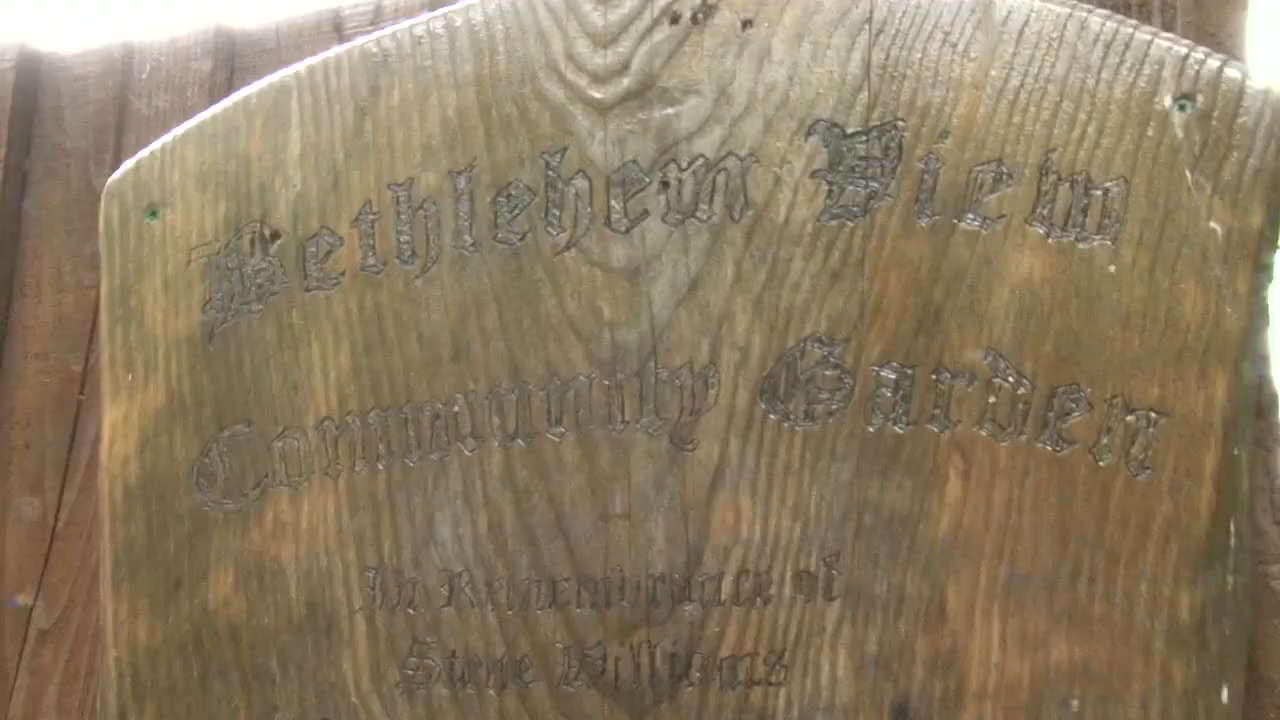 Bethlehem View
Community Garden
In Remembrance of
Steve Williams